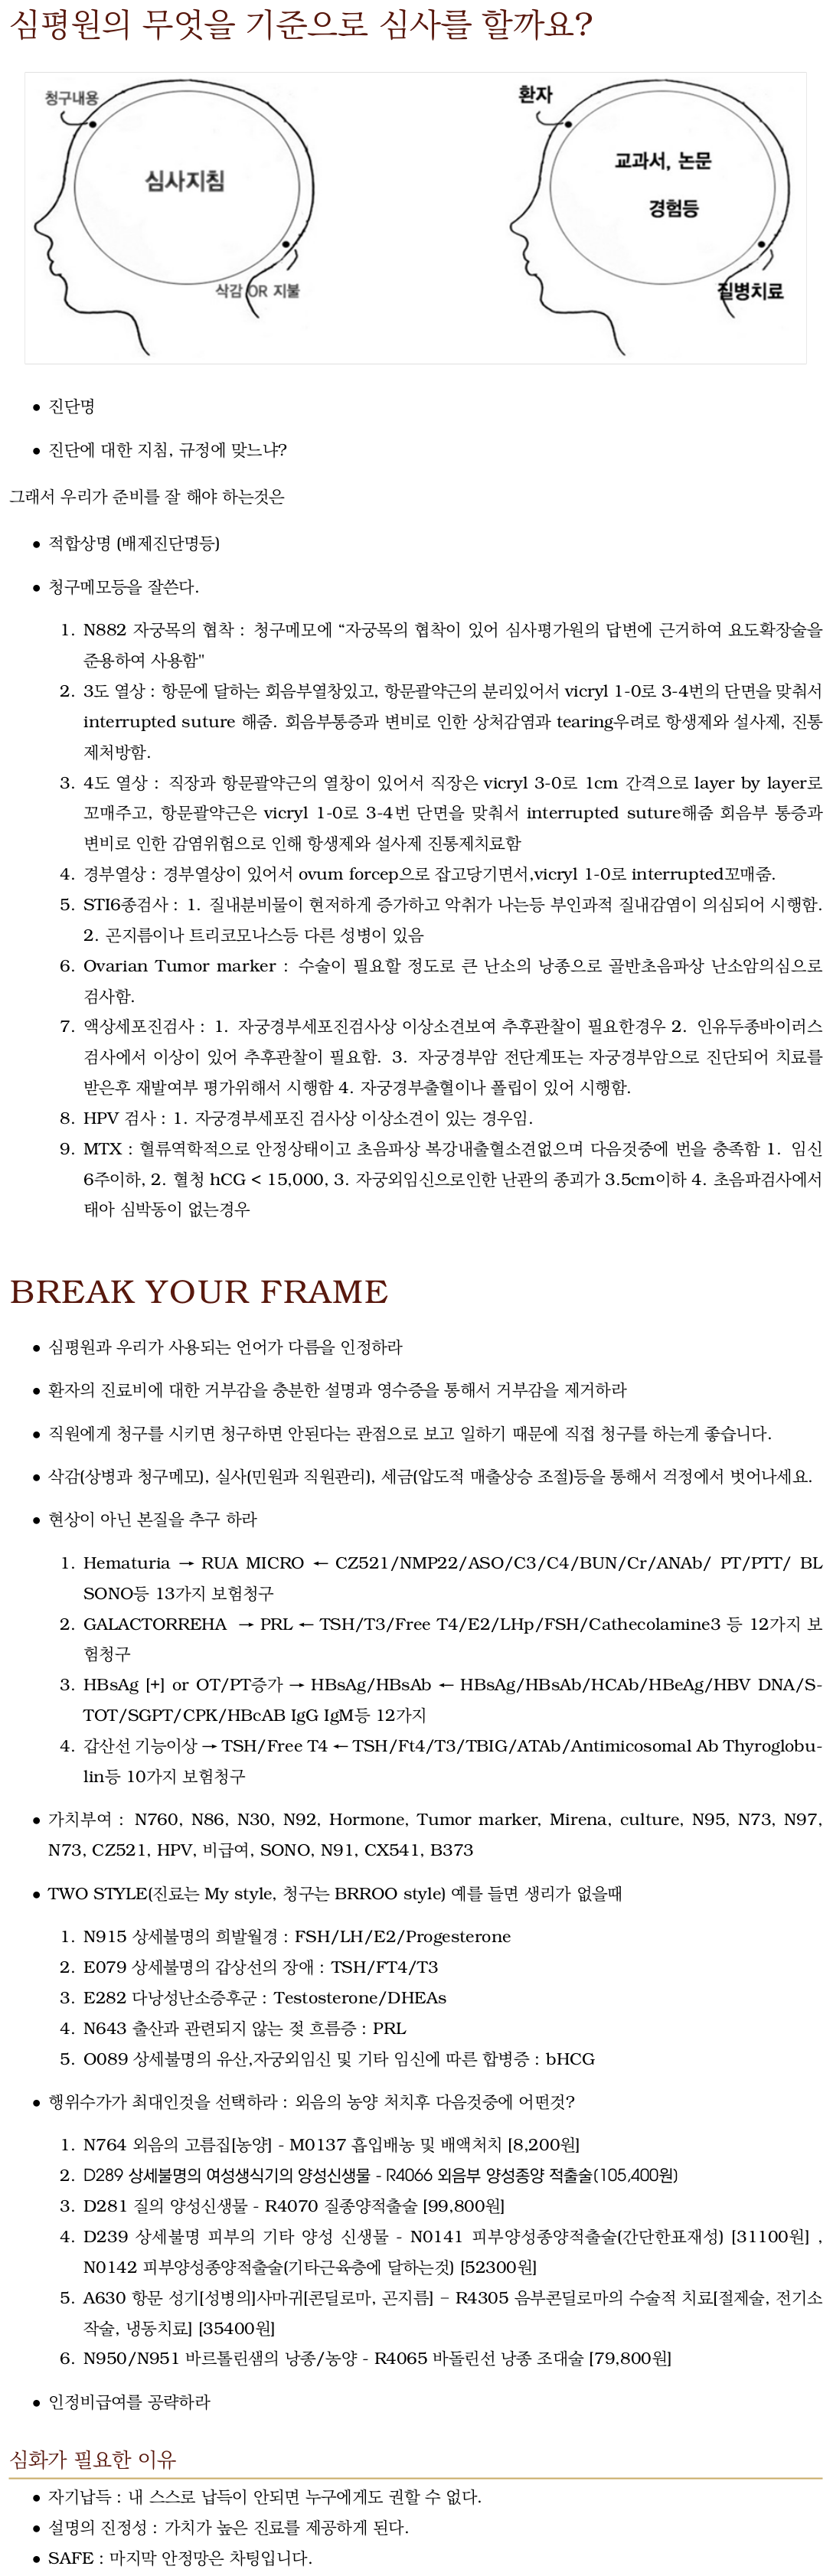 심평원의 무엇을 기준으로 심사를 할까요?
청구내용
심사지침
삭감 OR 지불
환자
교과서, 논문
경험등
질병치료
• 진단명
• 진단에 대한 지침, 규정에 맞느냐?
그래서 우리가 준비를 잘 해야 하는것은
• 적합상명 (배제진단명등)
• 청구메모등을 잘쓴다.
1. N882 자궁목의 협착 : 청구메모에 “자궁목의 협착이 있어 심사평가원의 답변에 근거하여 요도확장술을
준용하여 사용함"
2. 3도 열상 : 항문에 달하는 회음부열창있고, 항문괄약근의 분리있어서 vicryl 1-0로 3-4번의 단면을 맞춰서
interrupted suture 해줌. 회음부통증과 변비로 인한 상처감염과 tearing우려로 항생제와 설사제, 진통
제처방함.
3. 4도 열상 : 직장과 항문괄약근의 열창이 있어서 직장은 vicryl 3-0로 1cm 간격으로 layer by layer로
꼬매주고, 항문괄약근은 vicryl 1-0로 3-4번 단면을 맞춰서 interrupted suture해줌 회음부 통증과
변비로 인한 감염위험으로 인해 항생제와 설사제 진통제치료함
4. 경부열상 : 경부열상이 있어서 ovum forcep으로 잡고당기면서,vicryl 1-0로 interrupted꼬매줌.
5. STI6종검사 : 1. 질내분비물이 현저하게 증가하고 악취가 나는등 부인과적 질내감염이 의심되어 시행함.
2. 곤지름이나 트리코모나스등 다른 성병이 있음
6. Ovarian Tumor marker : 수술이 필요할 정도로 큰 난소의 낭종으로 골반초음파상 난소암의심으로
검사함.
7. 액상세포진검사 : 1. 자궁경부세포진검사상 이상소견보여 추후관찰이 필요한경우 2. 인유두종바이러스
검사에서 이상이 있어 추후관찰이 필요함. 3. 자궁경부암 전단계또는 자궁경부암으로 진단되어 치료를
받은후 재발여부 평가위해서 시행함 4. 자궁경부출혈이나 폴립이 있어 시행함.
8. HPV 검사 : 1. 자궁경부세포진 검사상 이상소견이 있는 경우임.
9. MTX : 혈류역학적으로 안정상태이고 초음파상 복강내출혈소견없으며 다음것중에 번을 충족함 1. 임신
6주이하, 2. 혈청 hCG < 15,000, 3. 자궁외임신으로인한 난관의 종괴가 3.5cm이하 4. 초음파검사에서
태아 심박동이 없는경우
BREAK YOUR FRAME
• 심평원과 우리가 사용되는 언어가 다름을 인정하라
• 환자의 진료비에 대한 거부감을 충분한 설명과 영수증을 통해서 거부감을 제거하라
• 직원에게 청구를 시키면 청구하면 안된다는 관점으로 보고 일하기 때문에 직접 청구를 하는게 좋습니다.
• 삭감(상병과 청구메모), 실사(민원과 직원관리), 세금(압도적 매출상승 조절)등을 통해서 걱정에서 벗어나세요.
• 현상이 아닌 본질을 추구 하라
1. Hematuria → RUA MICRO ← CZ521/NMP22/ASO/C3/C4/BUN/Cr/ANAb/ PT/PTT/ BL
SONO등 13가지 보험청구
2. GALACTORREHA → PRL ← TSH/T3/Free T4/E2/LHp/FSH/Cathecolamine3 등 12가지 보
험청구
3. HBsAg [+] or OT/PT증가 → HBsAg/HBsAb ← HBsAg/HBsAb/HCAb/HBeAg/HBV DNA/S-
TOT/SGPT/CPK/HBcAB IgG IgM등 12가지
4. 갑산선 기능이상 → TSH/Free T4 ← TSH/Ft4/T3/TBIG/ATAb/Antimicosomal Ab Thyroglobu-
lin등 10가지 보험청구
• 가치부여 : N760, N86, N30, N92, Hormone, Tumor marker, Mirena, culture, N95, N73, N97,
N73, CZ521, HPV, 비급여, SONO, N91, CX541, B373
• TWO STYLE(진료는 My style, 청구는 BRROO style) 예를 들면 생리가 없을때
1. N915 상세불명의 희발월경 : FSH/LH/E2/Progesterone
2. E079 상세불명의 갑상선의 장애 : TSH/FT4/T3
3. E282 다낭성난소증후군 : Testosterone/DHEAs
4. N643 출산과 관련되지 않는 젖 흐름증 : PRL
5. O089 상세불명의 유산,자궁외임신 및 기타 임신에 따른 합병증 : bHCG
• 행위수가가 최대인것을 선택하라 : 외음의 농양 처치후 다음것중에 어떤것?
1. N764 외음의 고름집[농양] - M0137 흡입배농 및 배액처치 [8,200원]
2. D289 상세불명의 여성생식기의 양성신생물 - R4066 외음부 양성종양 적출술(105,400원)
3. D281 질의 양성신생물 - R4070 질종양적출술 [99,800원]
4. D239 상세불명 피부의 기타 양성 신생물 - N0141 피부양성종양적출술(간단한표재성) [31100원] ,
N0142 피부양성종양적출술(기타근육층에 달하는것) [52300원]
5. A630 항문 성기[성병의]사마귀[콘딜로마, 곤지름] – R4305 음부콘딜로마의 수술적 치료[절제술, 전기소
작술, 냉동치료] [35400원]
6. N950/N951 바르톨린샘의 낭종/농양 - R4065 바돌린선 낭종 조대술 [79,800원]
• 인정비급여를 공략하라
심화가 필요한 이유
• 자기납득 : 내 스스로 납득이 안되면 누구에게도 권할 수 없다.
• 설명의 진정성 : 가치가 높은 진료를 제공하게 된다.
• SAFE : 마지막 안정망은 차팅입니다.